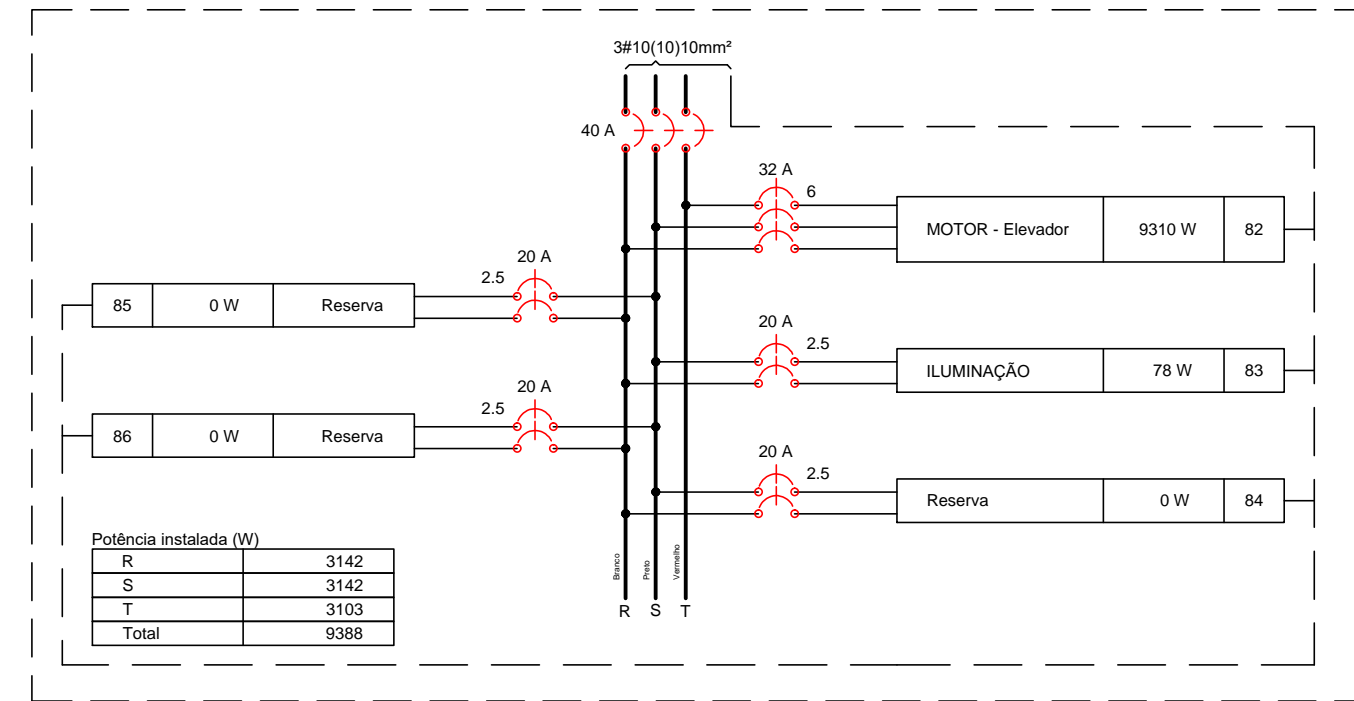 3#10(10)10mm²
40 A
32 A
6
MOTOR - Elevador 9310 W 82
20 A
2.5
85 0 W Reserva
20 A
2.5
ILUMINAÇÃO 78 W 83
20 A
2.5
86 0 W Reserva
20 A
2.5
Reserva 0 W 84
Potência instalada (W)
R 3142
S 3142
T 3103
Total 9388
Branco
Preto
Vermelho
R S T